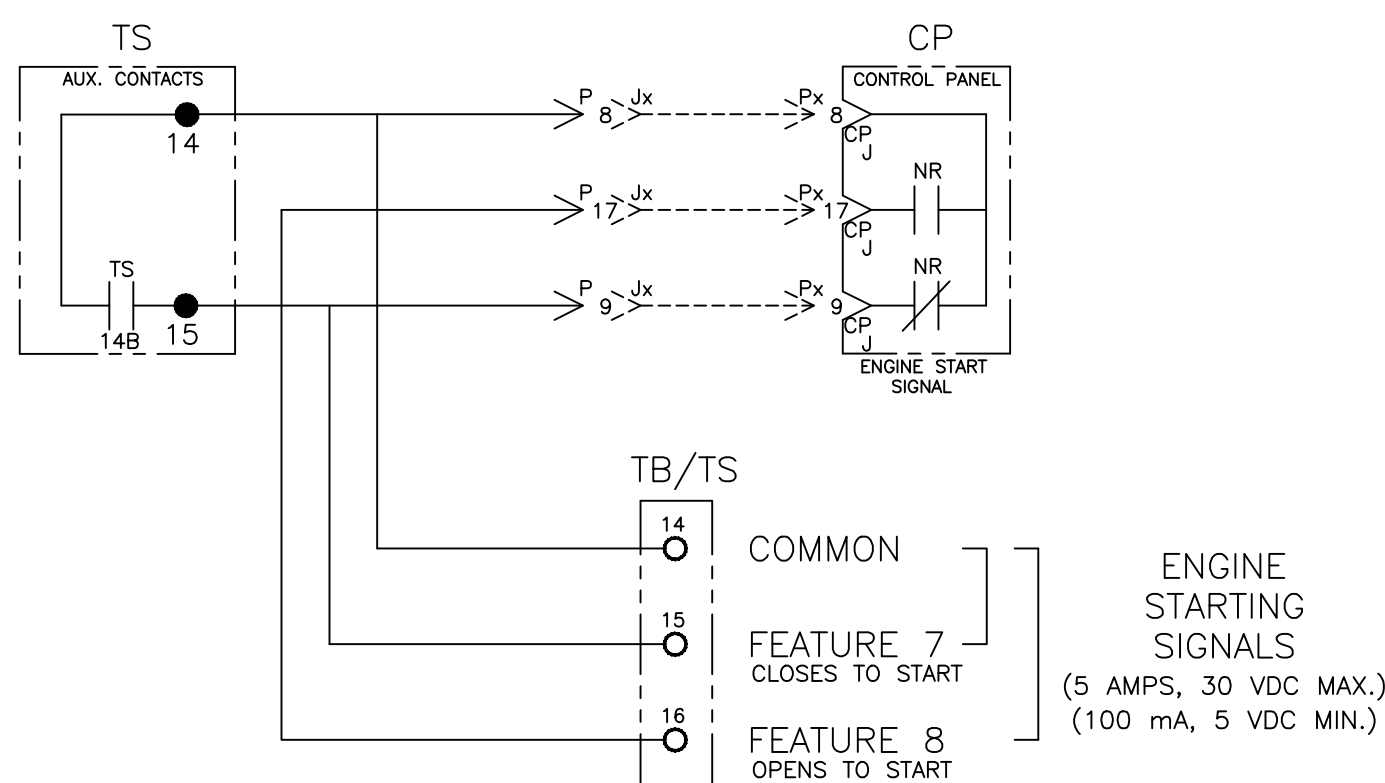 TS
AUX. CONTACTS
14
TS
14B
15
P 8 Jx
Px 8
CP
J
P 17 Jx
Px 17
CP
J
P 9 Jx
Px 9
CP
J
CP
CONTROL PANEL
NR
NR
ENGINE START
SIGNAL
TB/TS
14
COMMON
15
FEATURE 7
CLOSES TO START
16
FEATURE 8
OPENS TO START
ENGINE
STARTING
SIGNALS
(5 AMPS, 30 VDC MAX.)
(100 mA, 5 VDC MIN.)